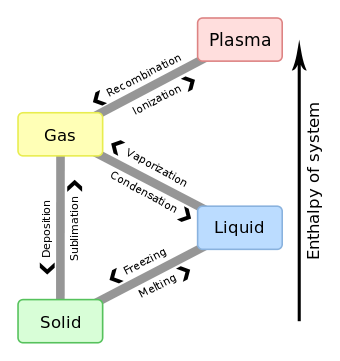 Plasma
Recombination
Ionization
Gas
Vaporization
Condensation
Enthalpy of system
Deposition
Sublimation
Liquid
Freezing
Melting
Solid